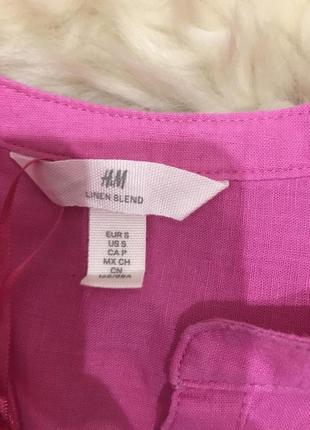 H&M
LINEN BLEND
EUR S
US S
CA P
MX CH
CN